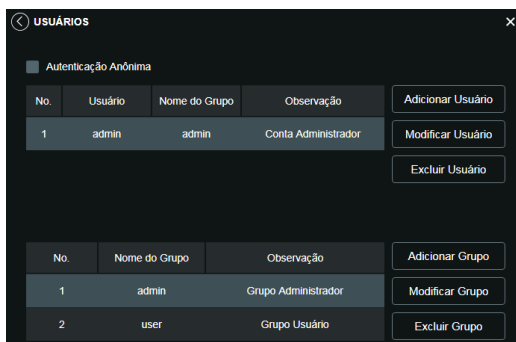 USUÁRIOS
Autenticação Anônima
No. Usuário Nome do Grupo Observação Adicionar Usuário
1 admin admin Conta Administrador Modificar Usuário
Excluir Usuário
No. Nome do Grupo Observação Adicionar Grupo
1 admin Grupo Administrador Modificar Grupo
2 user Grupo Usuário Excluir Grupo